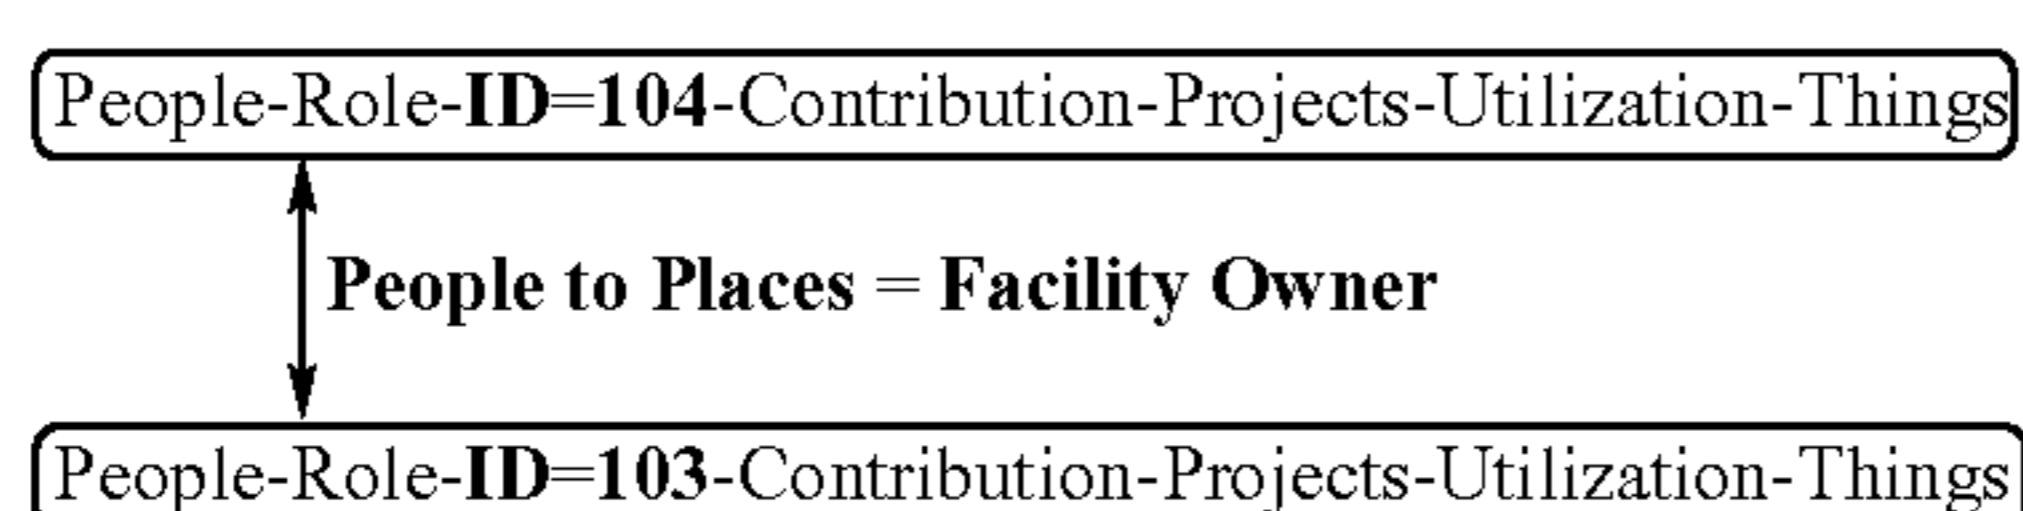 People-Role-ID=104-Contribution-Projects-Utilization-Things
People to Places = Facility Owner
People-Role-ID=103-Contribution-Projects-Utilization-Things